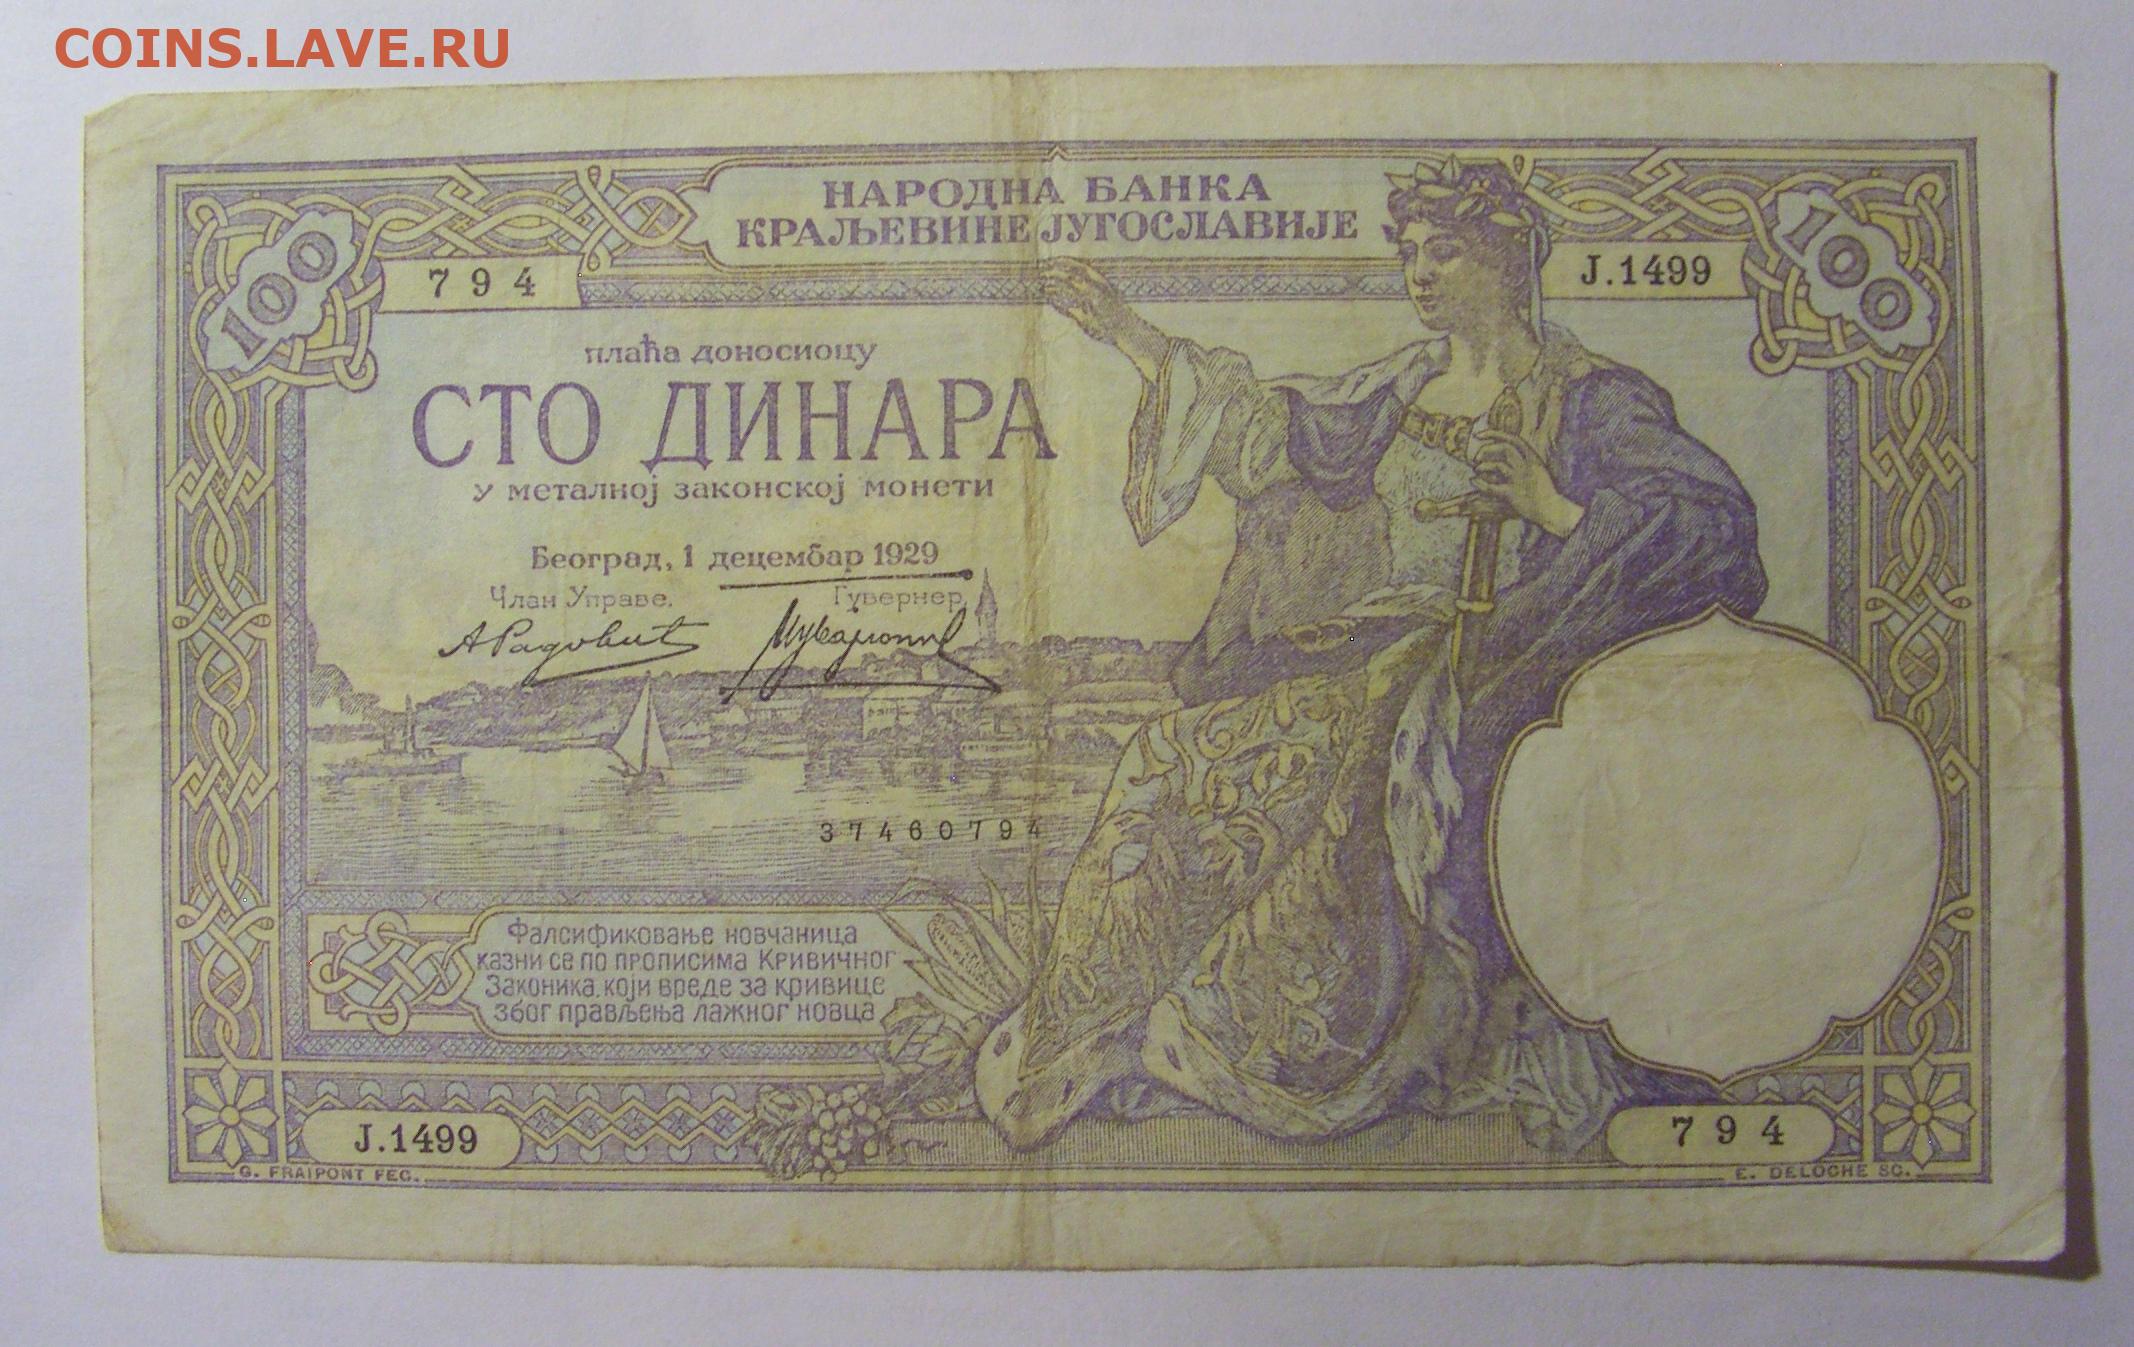 COINS.LAVE.RU
НАРОДНА БАНКА
КРАЉЕВИНЕ ЈУГОСЛАВИЈЕ
100
794
J.1499
100
плаћа доносиоцу
СТО ДИНАРА
у металној законској монети
Београд, 1 децембар 1929
Члан Управе. Гувернер,
А Радовић
37460794
Фалсификовање новчаница
казни се по прописима Кривичног
Законика, који вреде за кривице
због прављења лажног новца
J.1499
794
G. FRAIPONT FEC. E. DELOCHE SC.